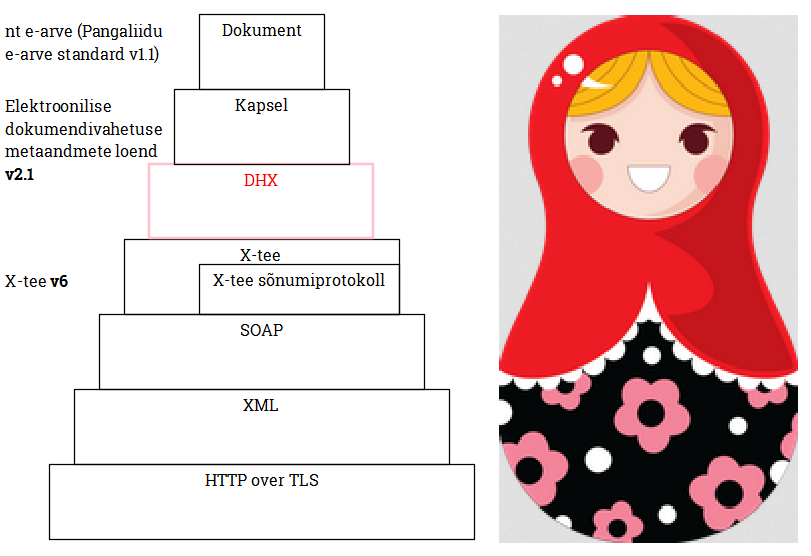 nt e-arve (Pangaliidu
e-arve standard v1.1)
Dokument
Elektroonilise
dokumendivahetuse
metaandmete loend
v2.1
Kapsel
DHX
X-tee
X-tee v6
X-tee sõnumiprotokoll
SOAP
XML
HTTP over TLS